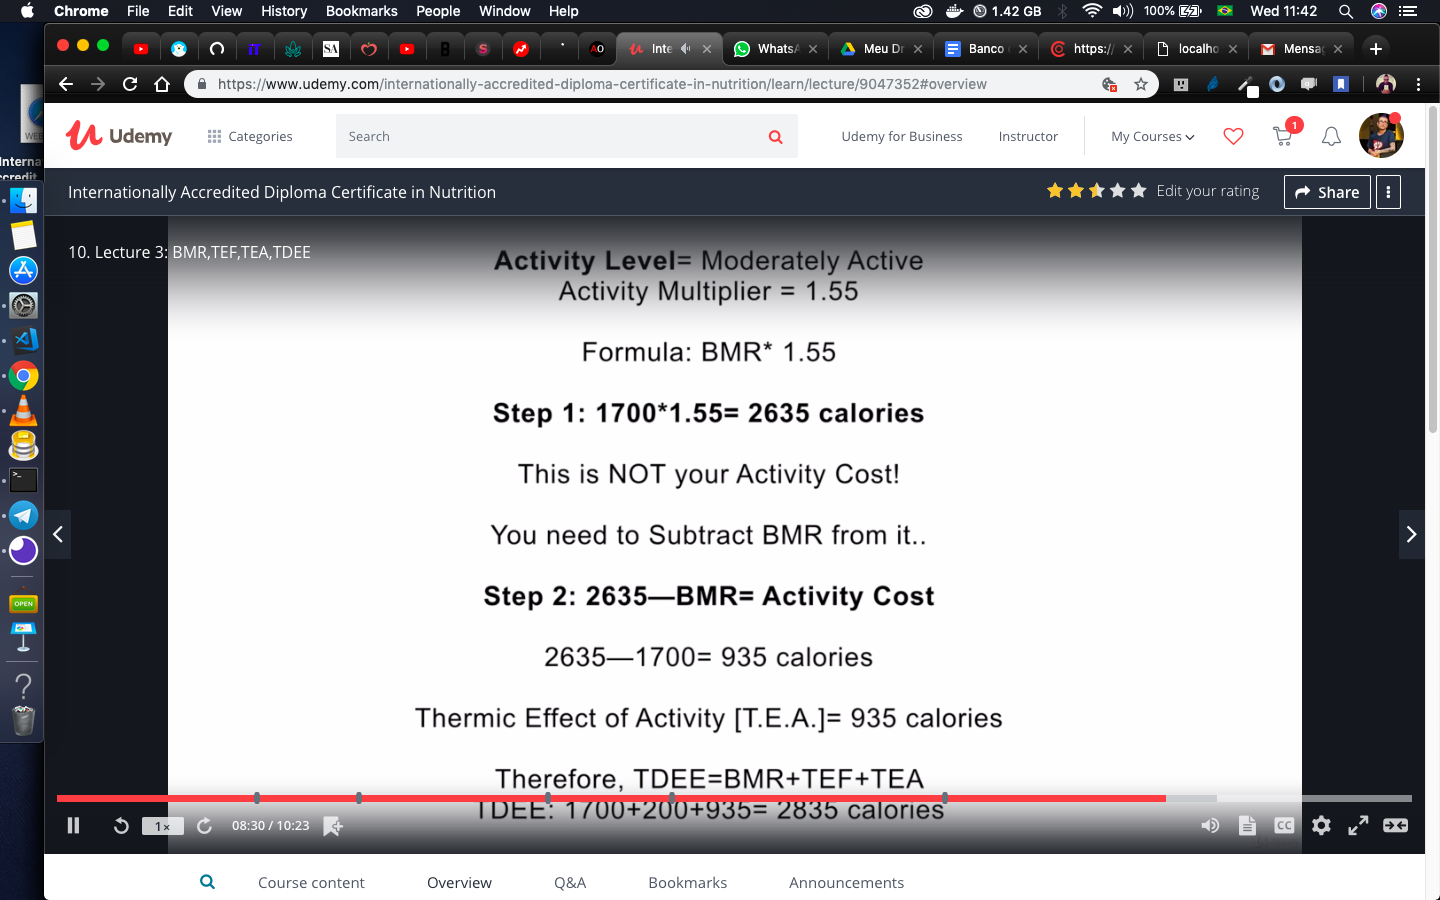 Chrome File Edit View History Bookmarks People Window Help
1.42 GB 100% Wed 11:42
iT SA B S AO Inte WhatsA Meu Dr Banco https:// localho Mensag
https://www.udemy.com/internationally-accredited-diploma-certificate-in-nutrition/learn/lecture/9047352#overview
Udemy Categories Search Udemy for Business Instructor My Courses 1
Internationally Accredited Diploma Certificate in Nutrition Edit your rating Share
10. Lecture 3: BMR,TEF,TEA,TDEE
Activity Level= Moderately Active
Activity Multiplier = 1.55
Formula: BMR* 1.55
Step 1: 1700*1.55= 2635 calories
This is NOT your Activity Cost!
You need to Subtract BMR from it..
Step 2: 2635—BMR= Activity Cost
2635—1700= 935 calories
Thermic Effect of Activity [T.E.A.]= 935 calories
Therefore, TDEE=BMR+TEF+TEA
TDEE: 1700+200+935= 2835 calories
1x 08:30 / 10:23 CC
Course content Overview Q&A Bookmarks Announcements
WEB
Interna
ccredit
OPEN